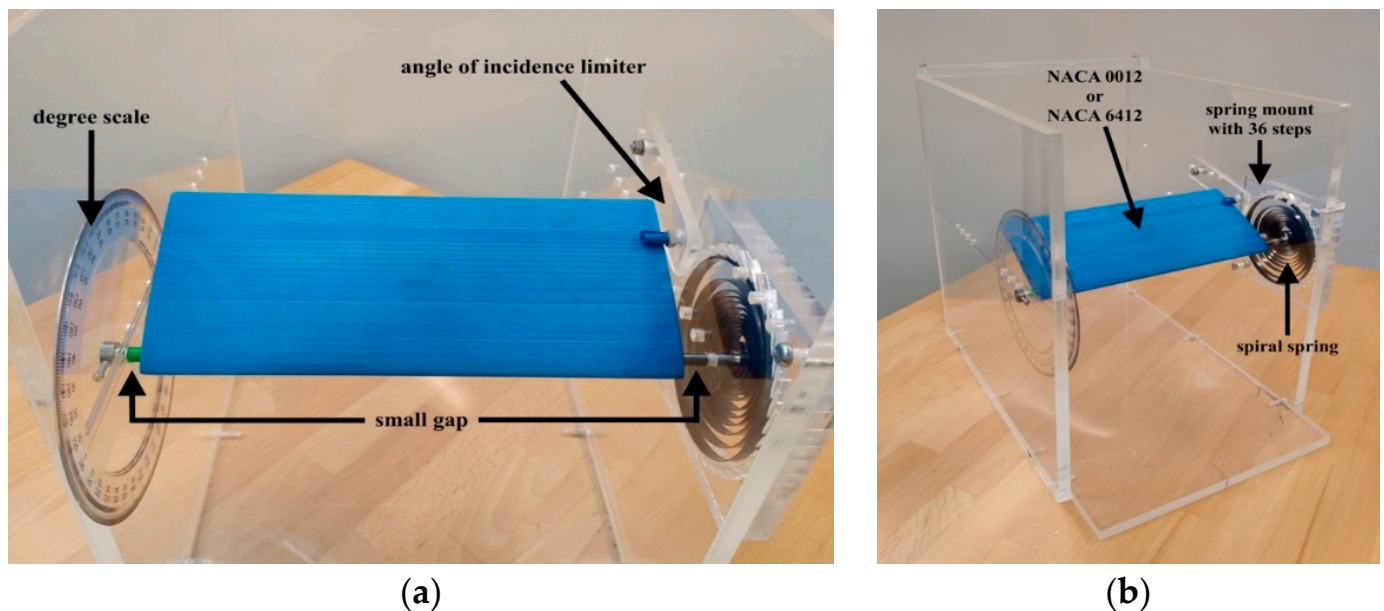 angle of incidence limiter
degree scale
small gap
(a)
NACA 0012
or
NACA 6412
spring mount
with 36 steps
spiral spring
(b)